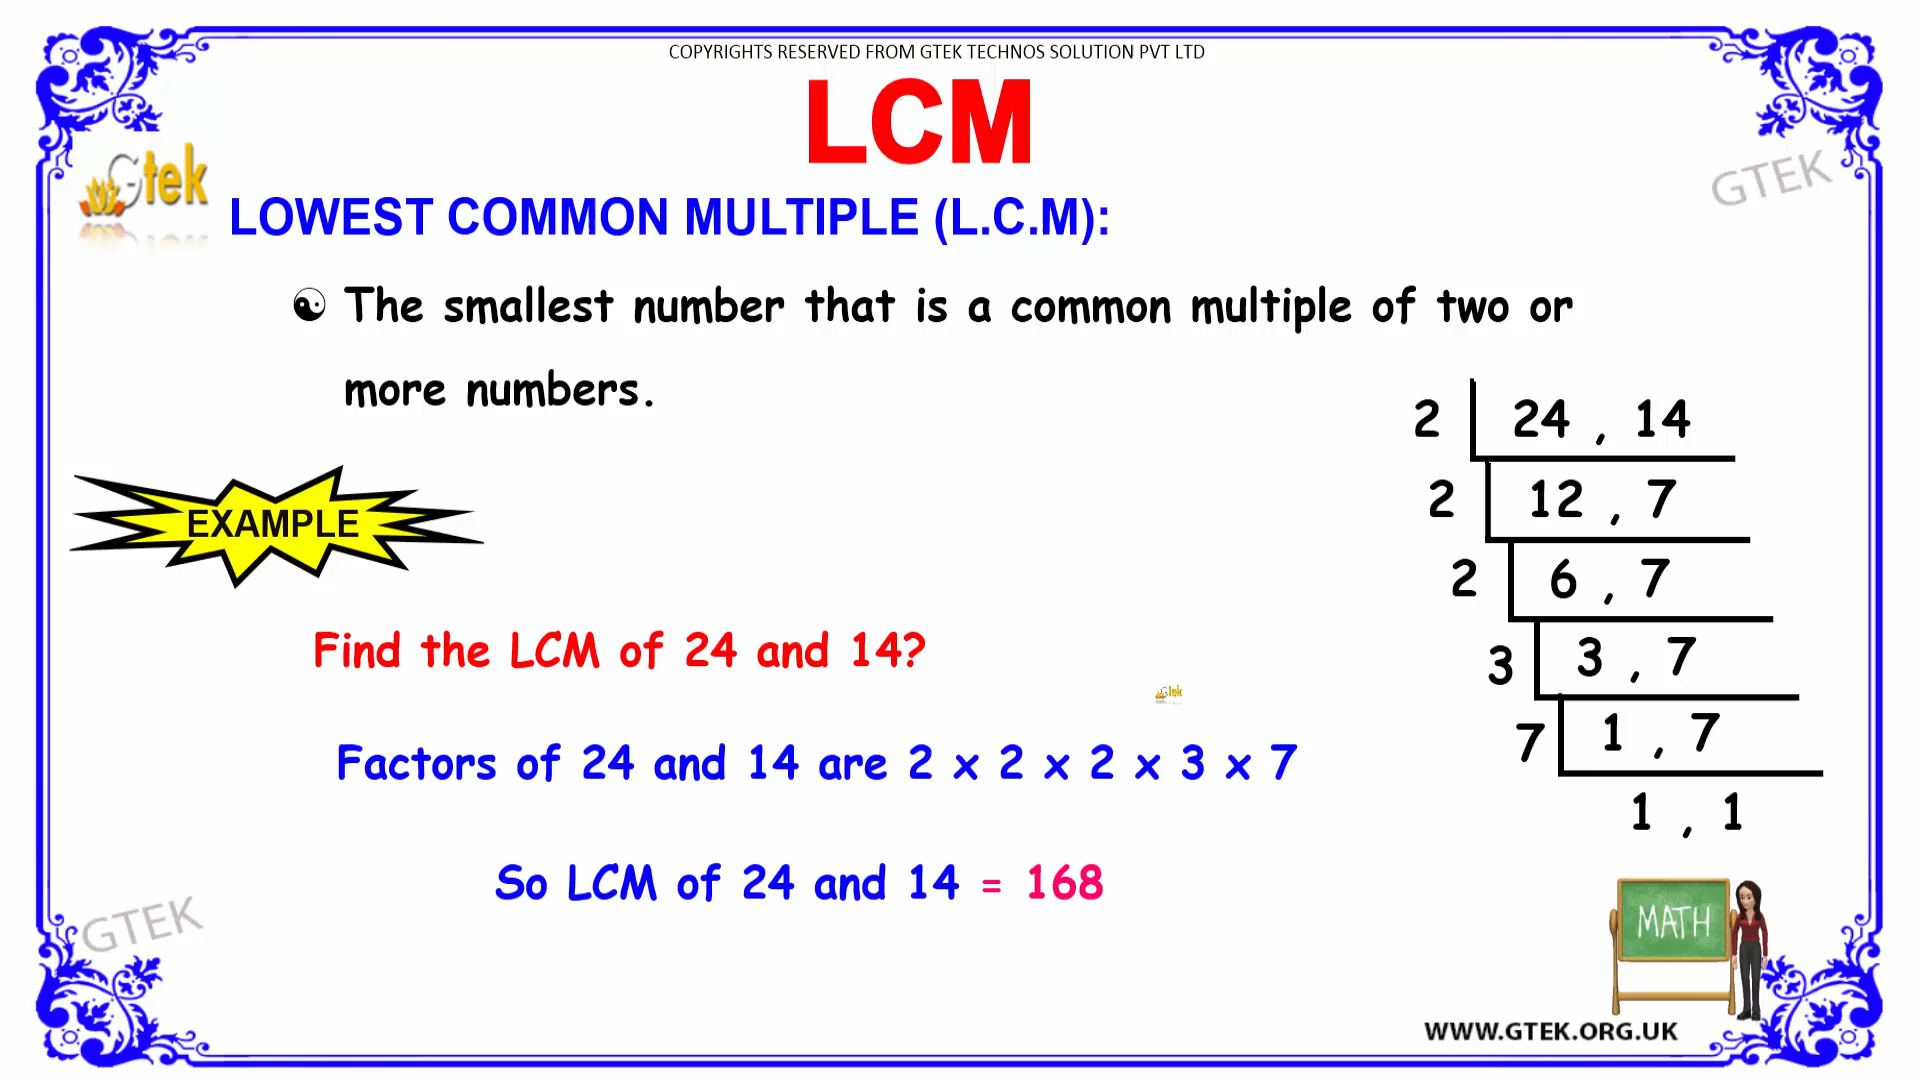 COPYRIGHTS RESERVED FROM GTEK TECHNOS SOLUTION PVT LTD
LCM
Gtek
GTEK
LOWEST COMMON MULTIPLE (L.C.M):
The smallest number that is a common multiple of two or
more numbers.
2 24 , 14
2 12 , 7
2 6 , 7
3 3 , 7
7 1 , 7
1 , 1
EXAMPLE
Find the LCM of 24 and 14?
Gtek
Factors of 24 and 14 are 2 x 2 x 2 x 3 x 7
So LCM of 24 and 14 = 168
GTEK
MATH
WWW.GTEK.ORG.UK